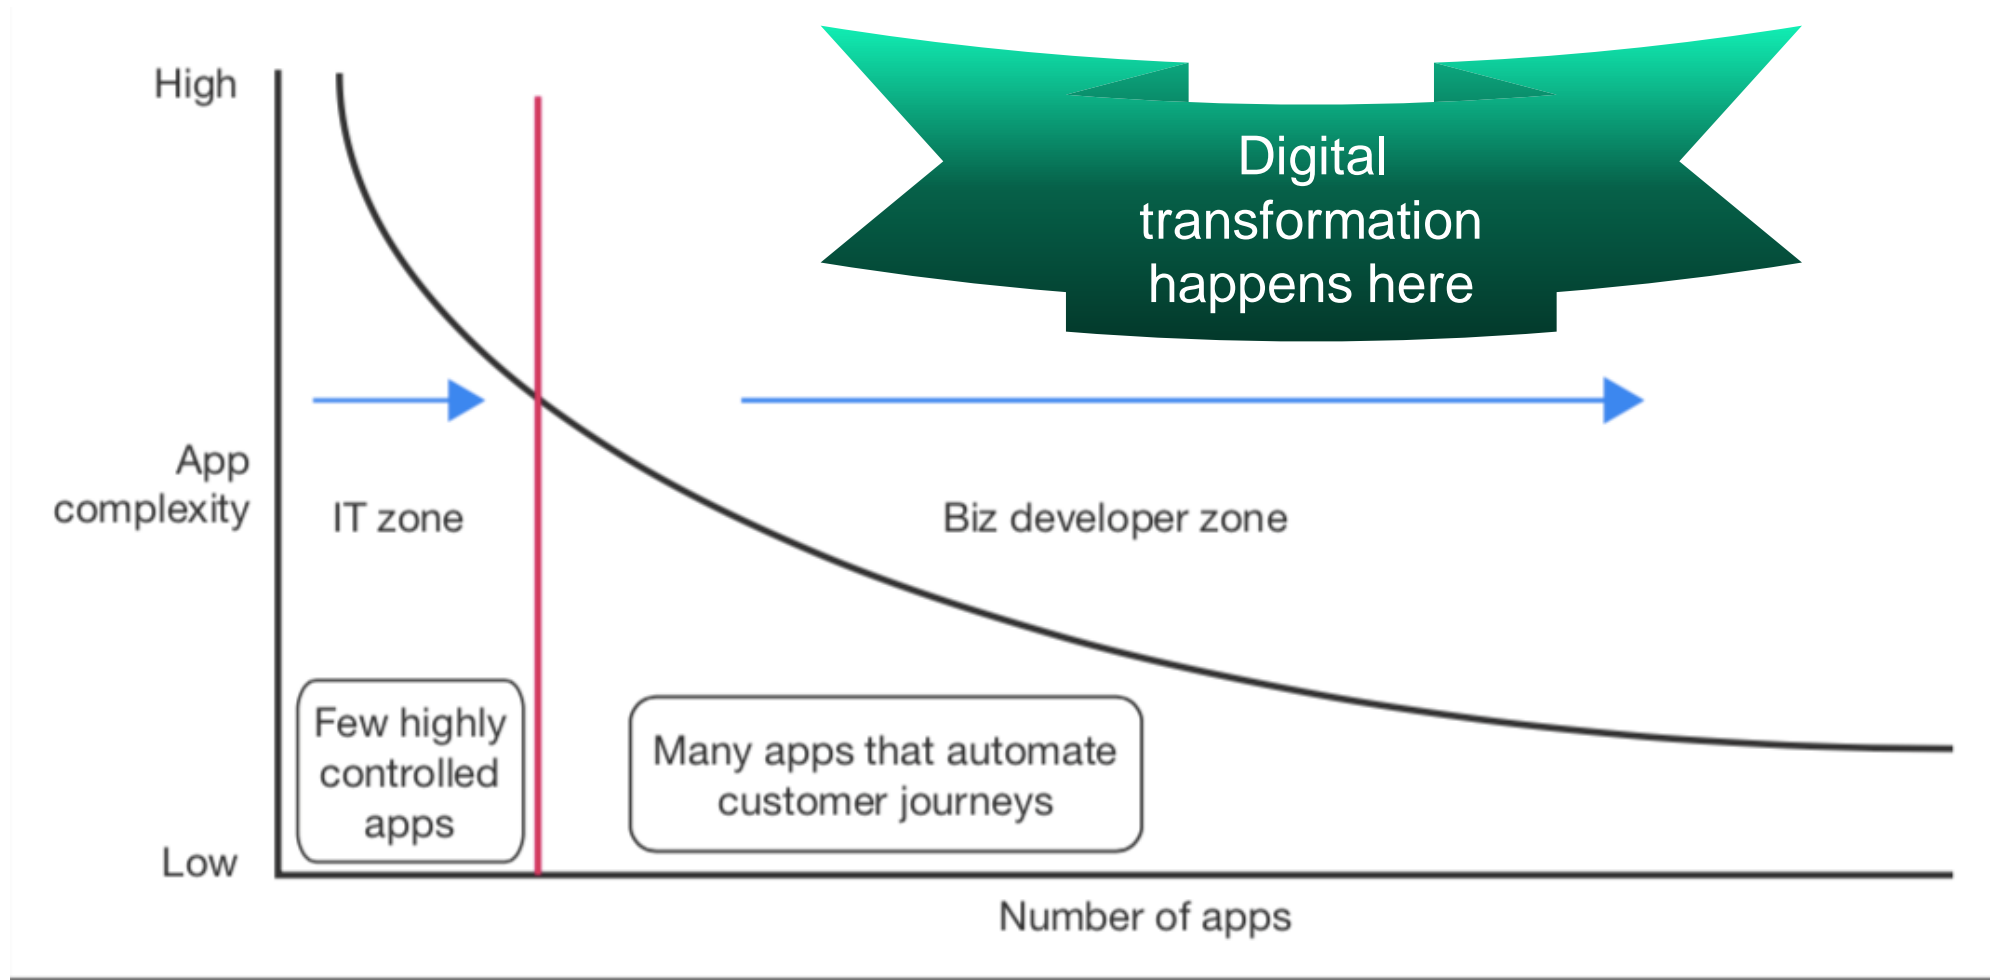 High
Digital
transformation
happens here
App
complexity
IT zone
Biz developer zone
Few highly
controlled
apps
Many apps that automate
customer journeys
Low
Number of apps